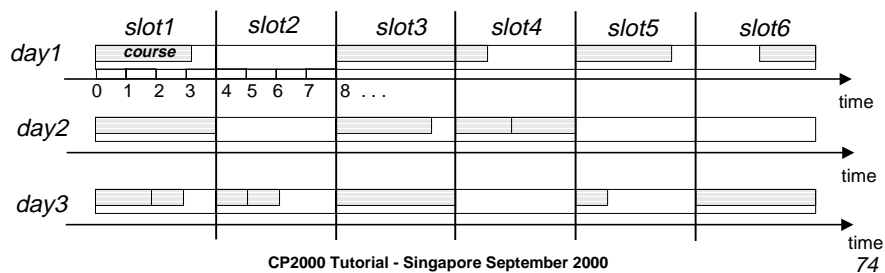 slot1 slot2 slot3 slot4 slot5 slot6
day1 course
0 1 2 3 4 5 6 7 8 . . .
time
day2
time
day3
time
CP2000 Tutorial - Singapore September 2000 74